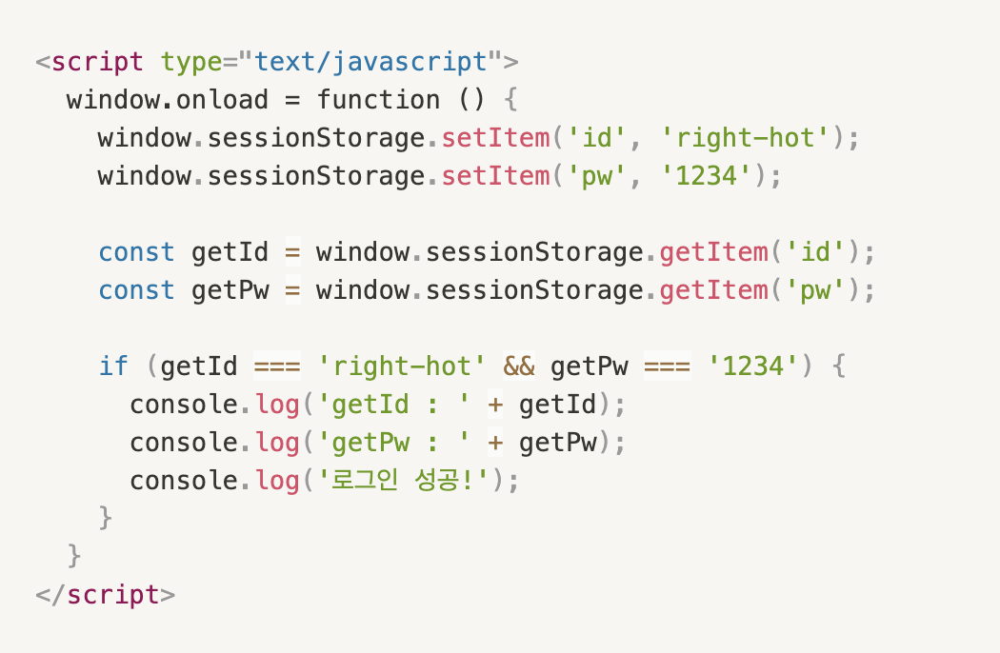 <script type="text/javascript">
  window.onload = function () {
    window.sessionStorage.setItem('id', 'right-hot');
    window.sessionStorage.setItem('pw', '1234');

    const getId = window.sessionStorage.getItem('id');
    const getPw = window.sessionStorage.getItem('pw');

    if (getId === 'right-hot' && getPw === '1234') {
      console.log('getId : ' + getId);
      console.log('getPw : ' + getPw);
      console.log('로그인 성공!');
    }
  }
</script>